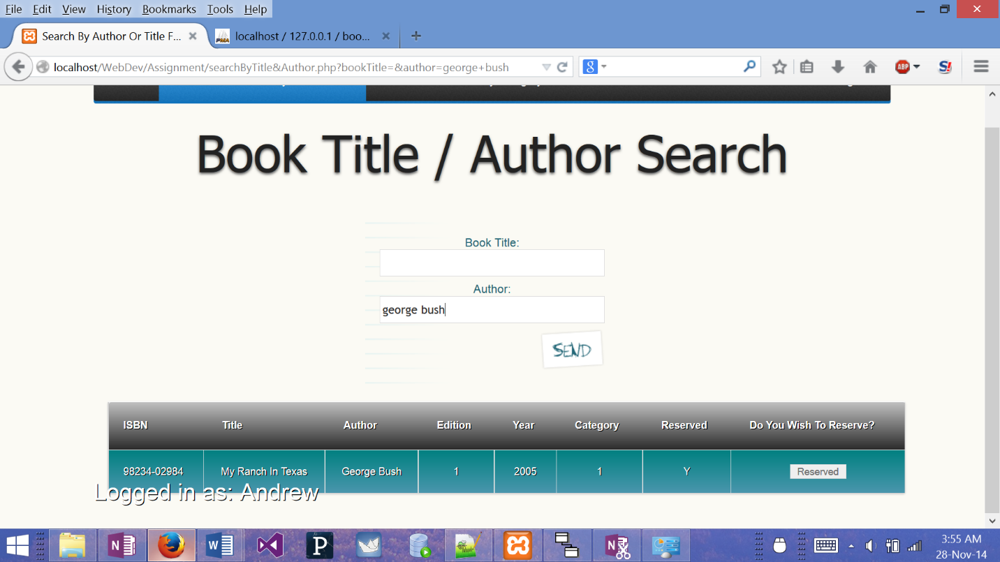 File Edit View History Bookmarks Tools Help
Search By Author Or Title F...
localhost / 127.0.0.1 / boo...
localhost/WebDev/Assignment/searchByTitle&Author.php?bookTitle=&author=george+bush
Book Title / Author Search
Book Title:
Author:
george bush
SEND
ISBN Title Author Edition Year Category Reserved Do You Wish To Reserve?
98234-02984 My Ranch In Texas George Bush 1 2005 1 Y Reserved
Logged in as: Andrew
3:55 AM
28-Nov-14